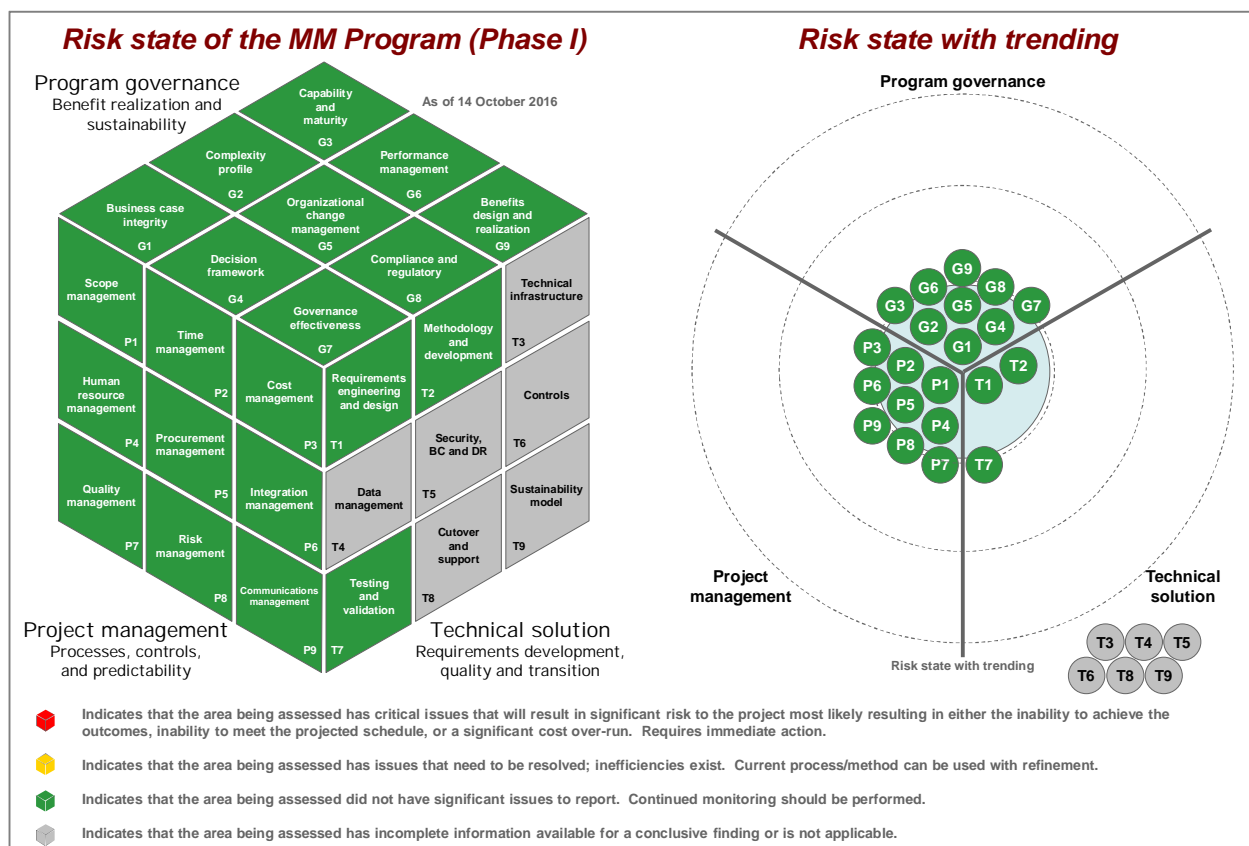 Risk state of the MM Program (Phase I)
Risk state with trending
Program governance
Benefit realization and
sustainability
As of 14 October 2016
Capability
and
maturity
G3
Complexity
profile
G2
Performance
management
G6
Business case
integrity
G1
Organizational
change
management
G5
Benefits
design and
realization
G9
Decision
framework
G4
Compliance and
regulatory
G8
Governance
effectiveness
G7
Scope
management
P1
Time
management
P2
Cost
management
P3
Human
resource
management
P4
Procurement
management
P5
Integration
management
P6
Quality
management
P7
Risk
management
P8
Communications
management
P9
Requirements
engineering
and design
T1
Methodology
and
development
T2
Technical
infrastructure
T3
Data
management
T4
Security,
BC and DR
T5
Controls
T6
Testing
and
validation
T7
Cutover
and
support
T8
Sustainability
model
T9
Project management
Processes, controls,
and predictability
Technical solution
Requirements development,
quality and transition
Program governance
G9
G6
G8
G3
G5
G7
G2
G4
G1
P3
P2
P1
P6
P5
P4
P9
P8
P7
T2
T1
T7
Project
management
Technical
solution
Risk state with trending
T3
T4
T5
T6
T8
T9
Indicates that the area being assessed has critical issues that will result in significant risk to the project most likely resulting in either the inability to achieve the
outcomes, inability to meet the projected schedule, or a significant cost over-run. Requires immediate action.
Indicates that the area being assessed has issues that need to be resolved; inefficiencies exist. Current process/method can be used with refinement.
Indicates that the area being assessed did not have significant issues to report. Continued monitoring should be performed.
Indicates that the area being assessed has incomplete information available for a conclusive finding or is not applicable.